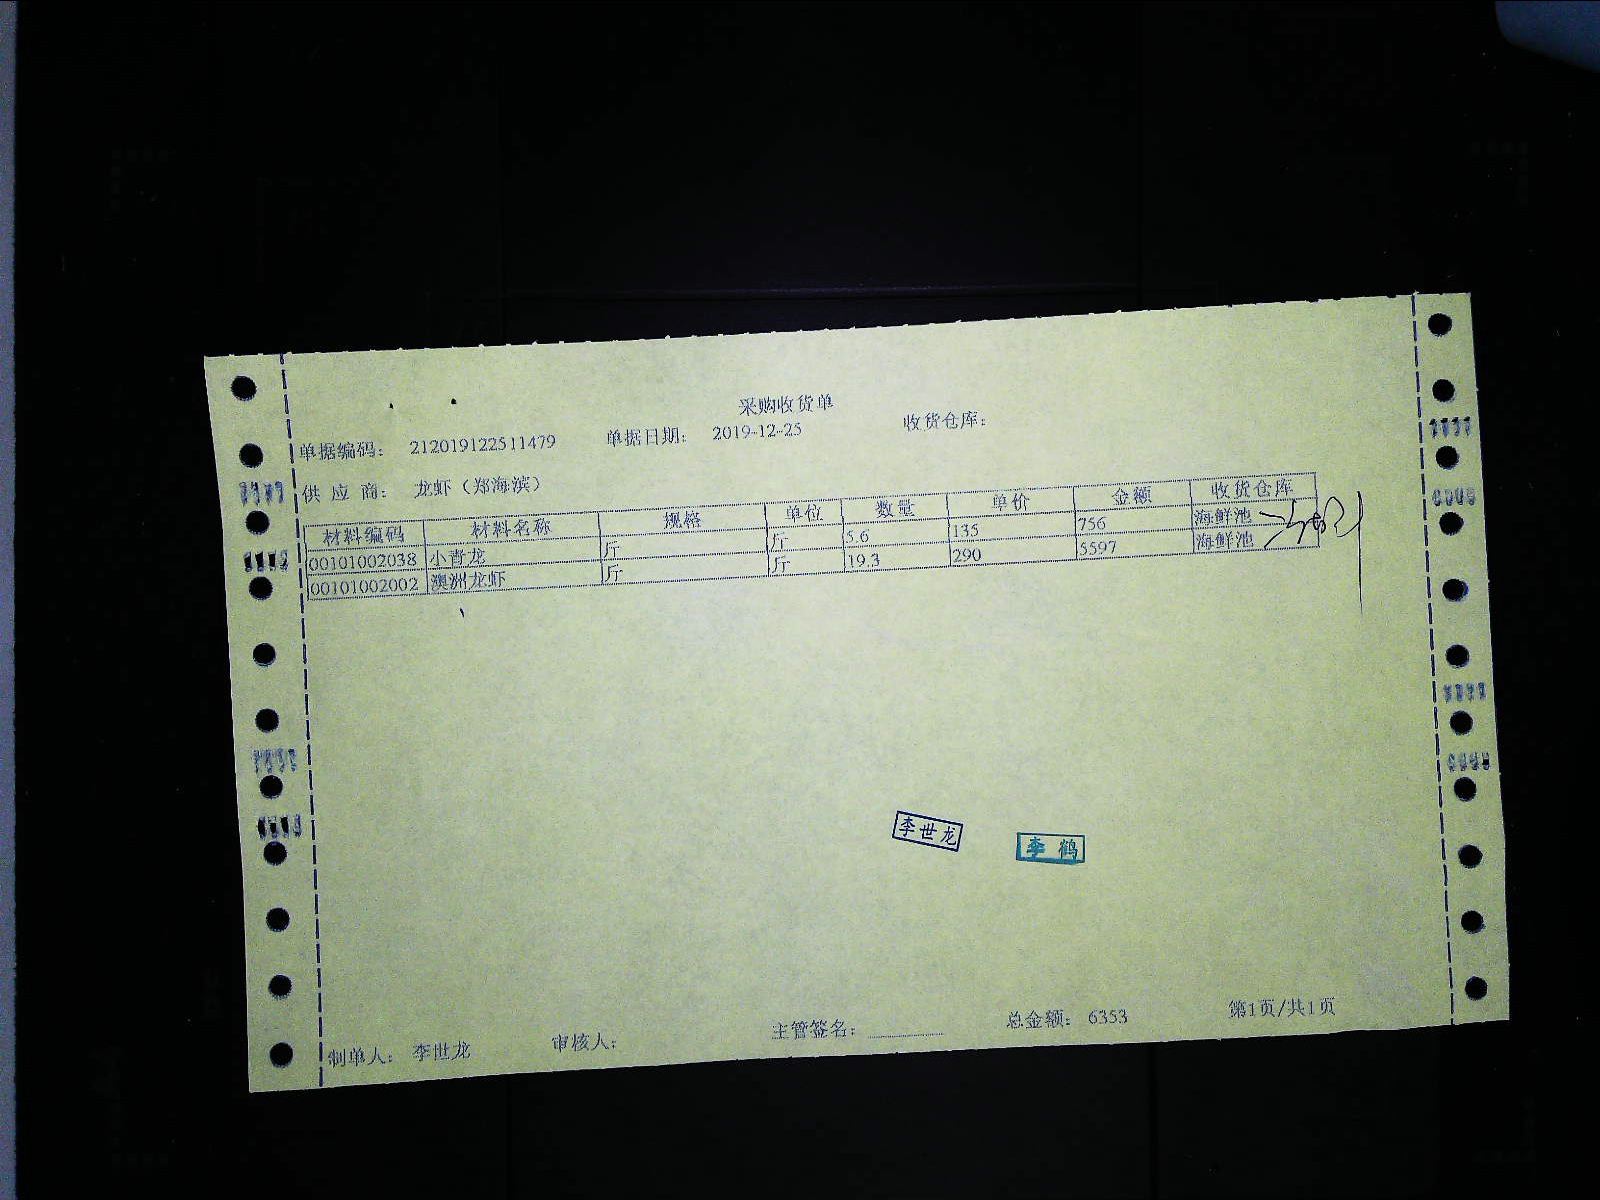 采购收货单
单据编码： 212019122511479 单据日期： 2019-12-25 收货仓库：
供 应 商： 龙虾（郑海滨）
材料编码 材料名称 规格 单位 数量 单价 金额 收货仓库
00101002038 小青龙 斤 斤 5.6 135 756 海鲜池
00101002002 澳洲龙虾 斤 斤 19.3 290 5597 海鲜池
李世龙 李鹤
制单人： 李世龙 审核人： 主管签名： 总金额： 6353 第1页/共1页